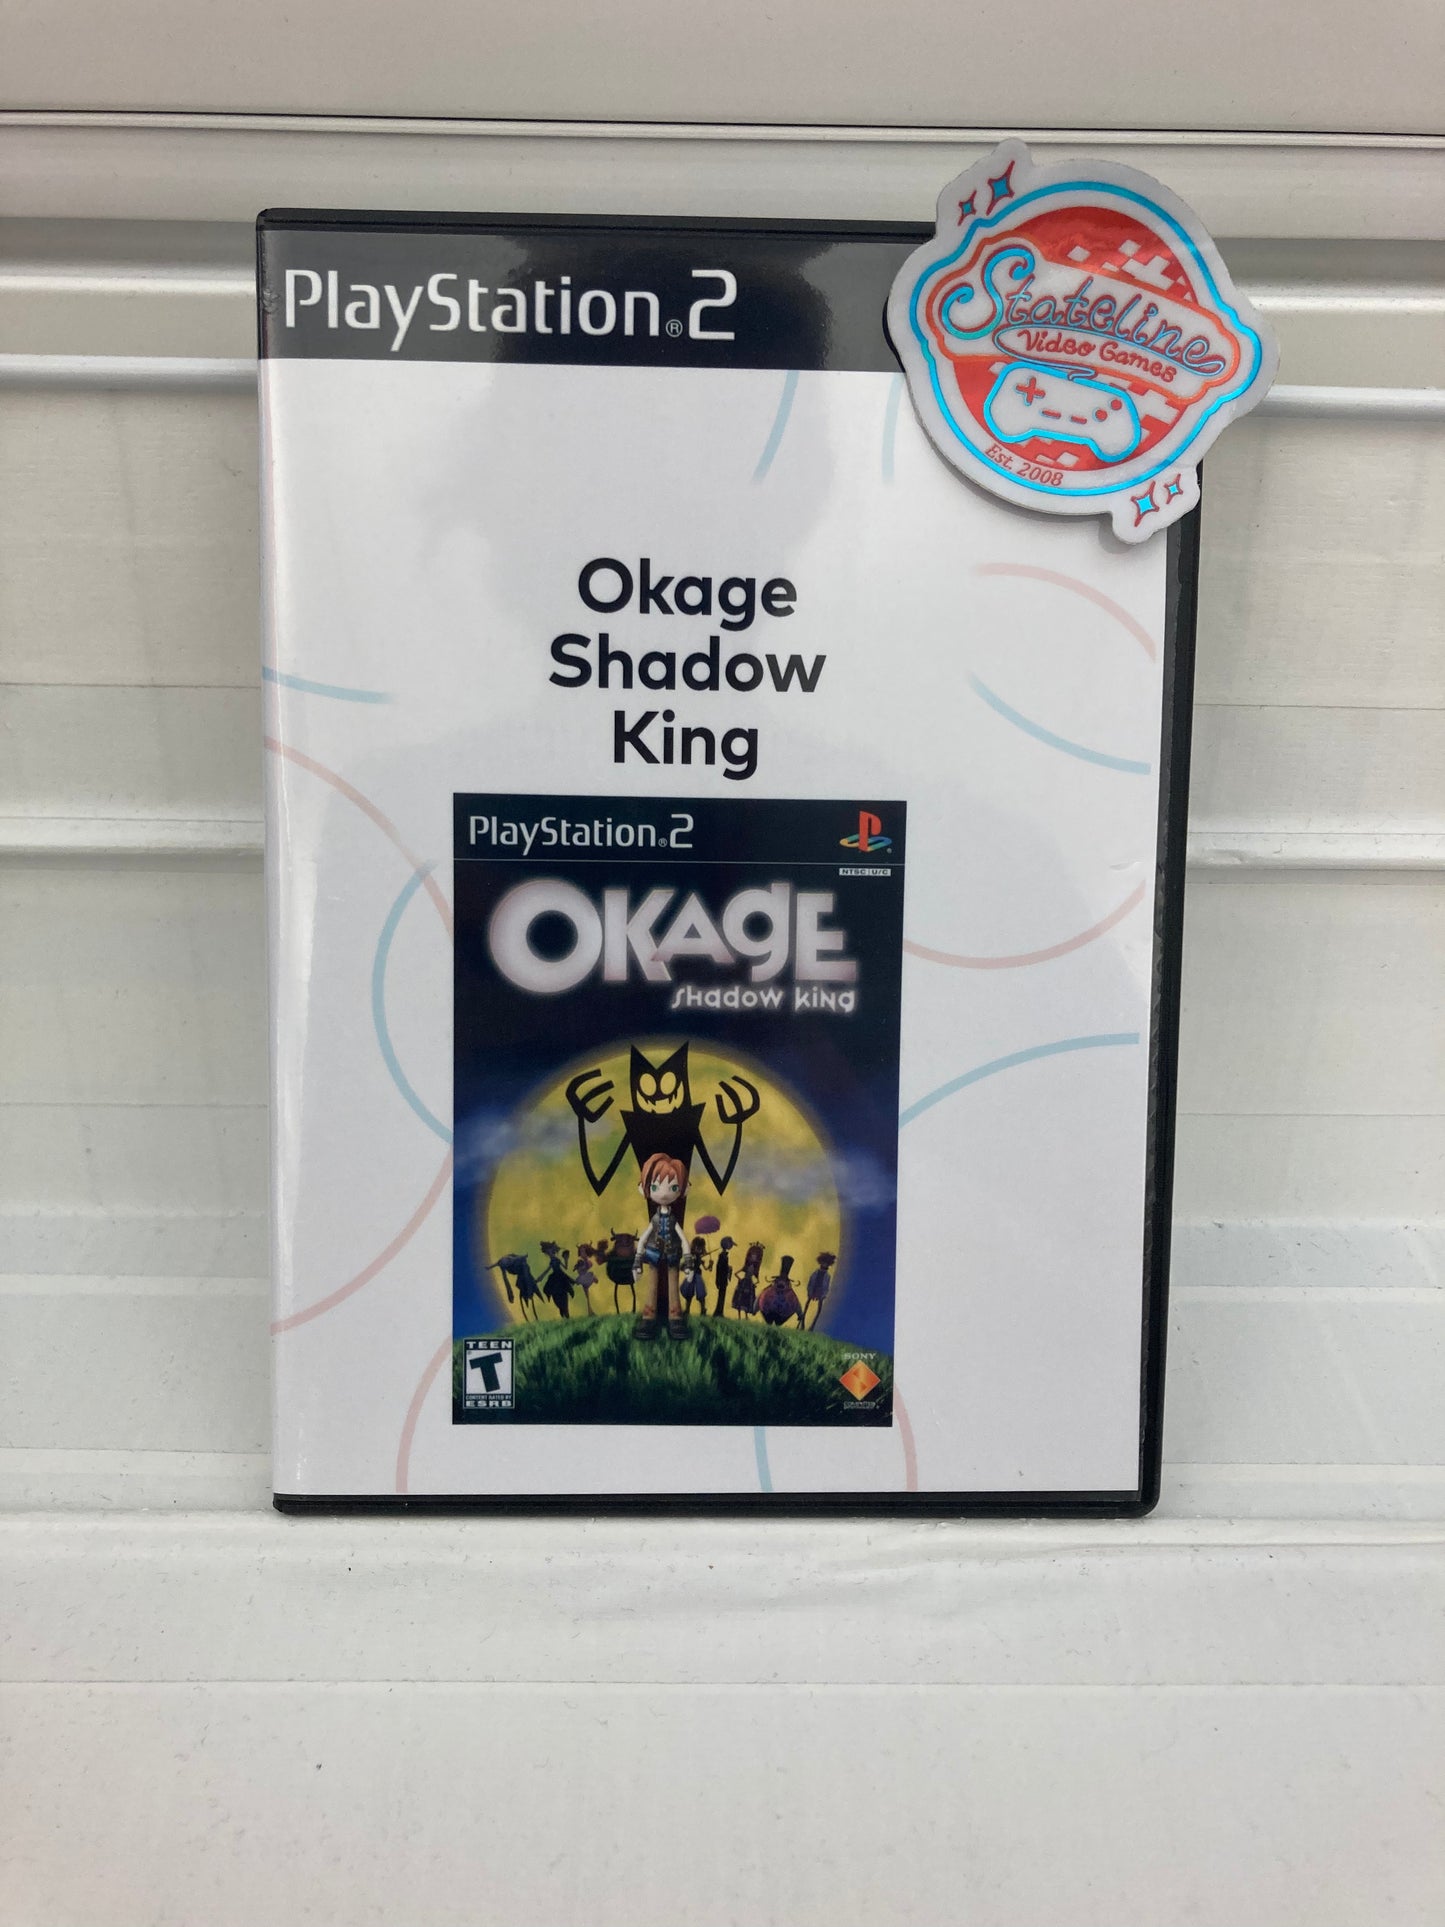 PlayStation®2
Stateline
Video Games
Est. 2008
Okage
Shadow
King
PlayStation®2
NTSC U/C
OKAGE
shadow king
TEEN
T
CONTENT RATED BY
ESRB
SONY
COMPUTER